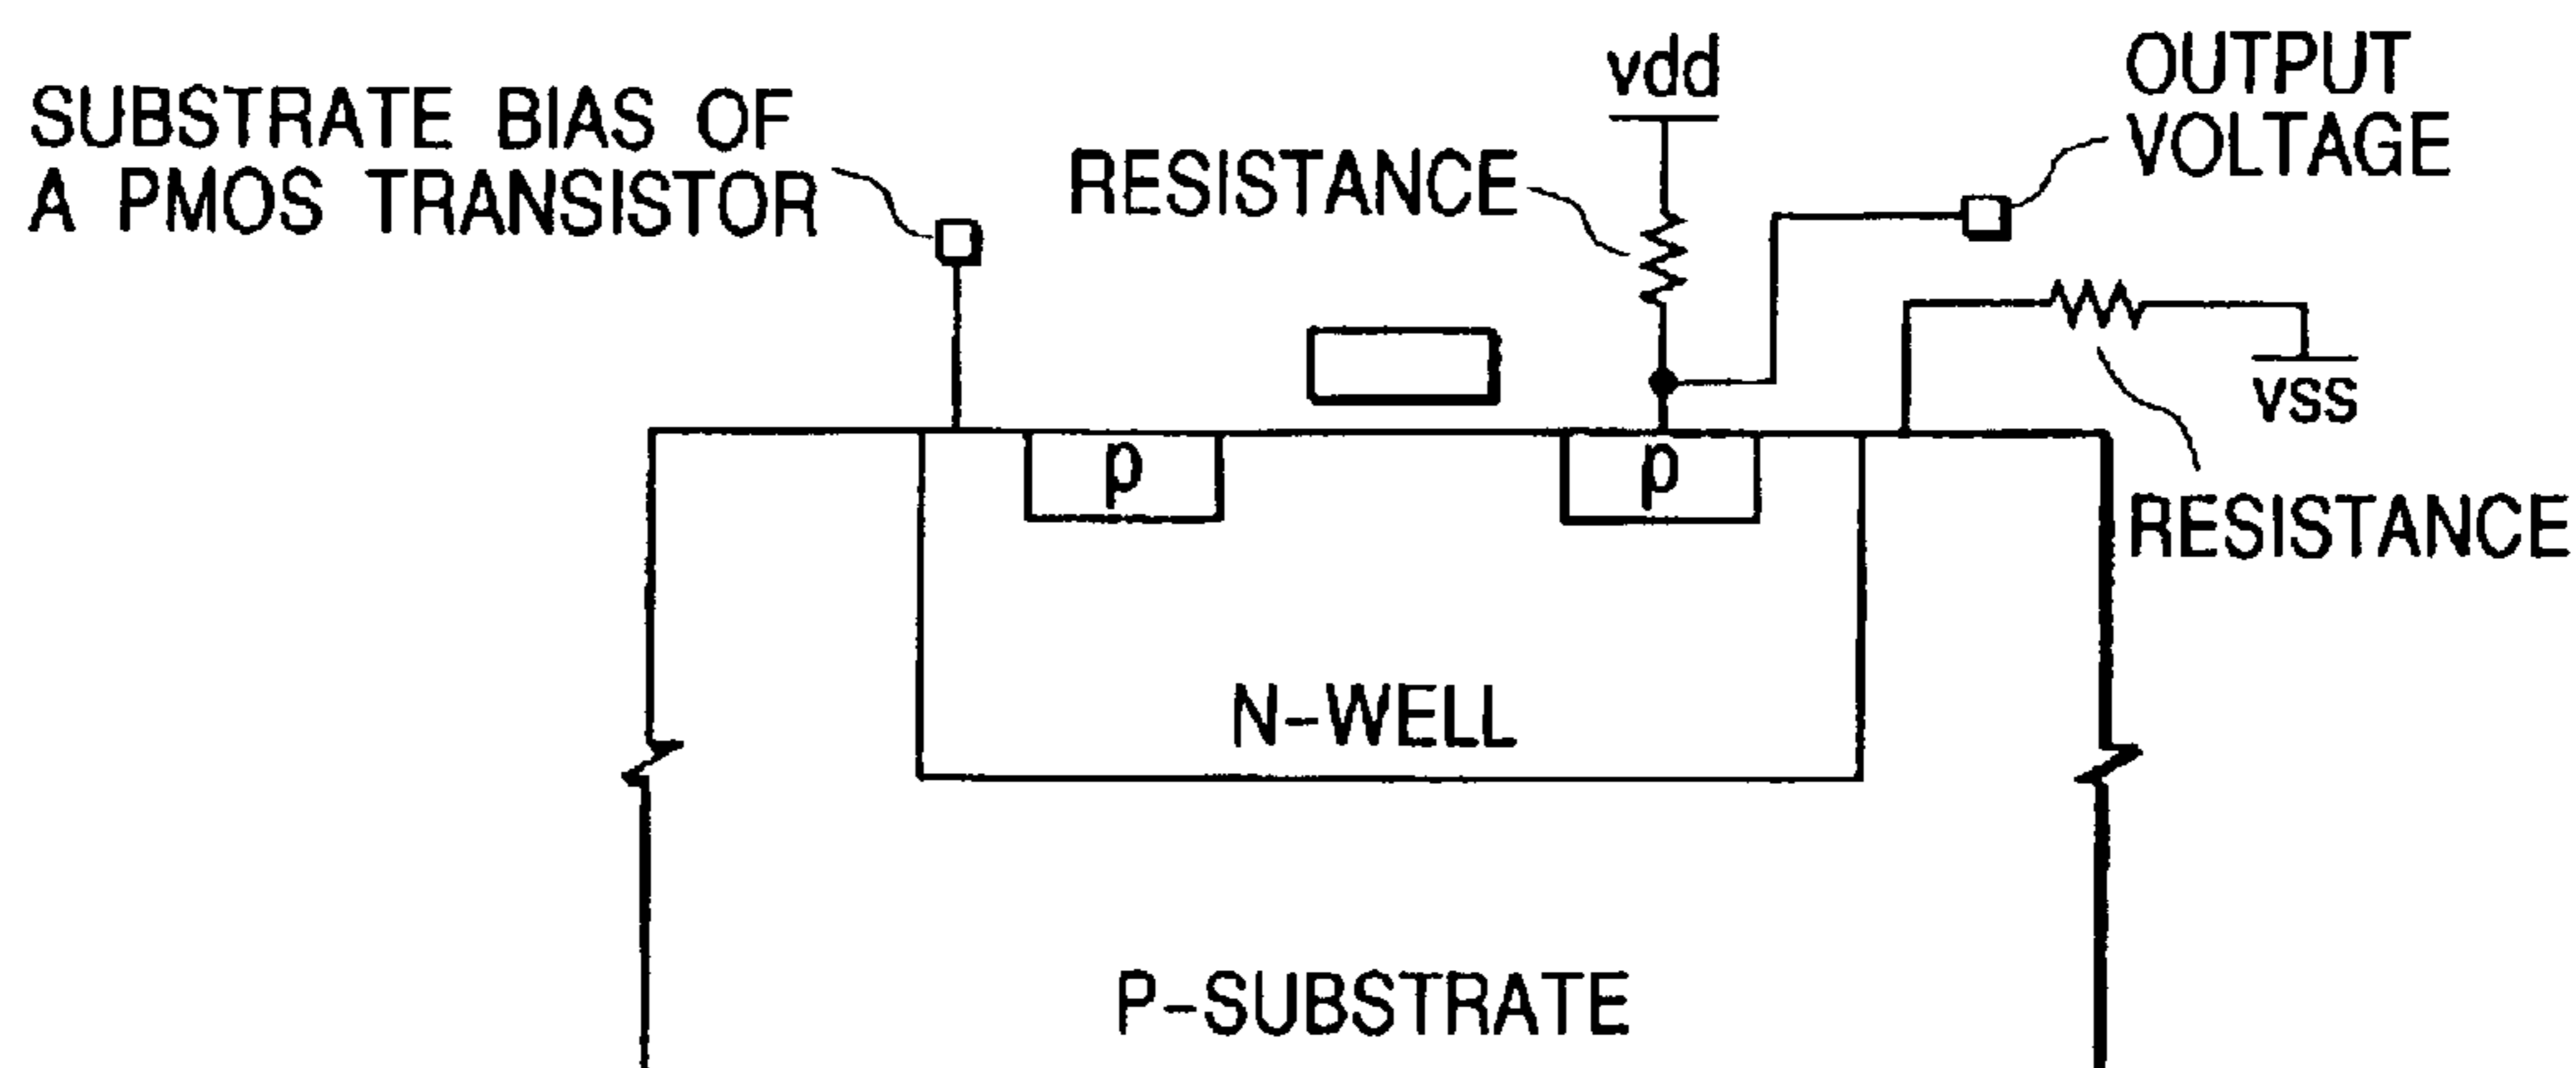 SUBSTRATE BIAS OF
A PMOS TRANSISTOR
RESISTANCE
vdd
OUTPUT
VOLTAGE
vss
RESISTANCE
p
p
N-WELL
P-SUBSTRATE